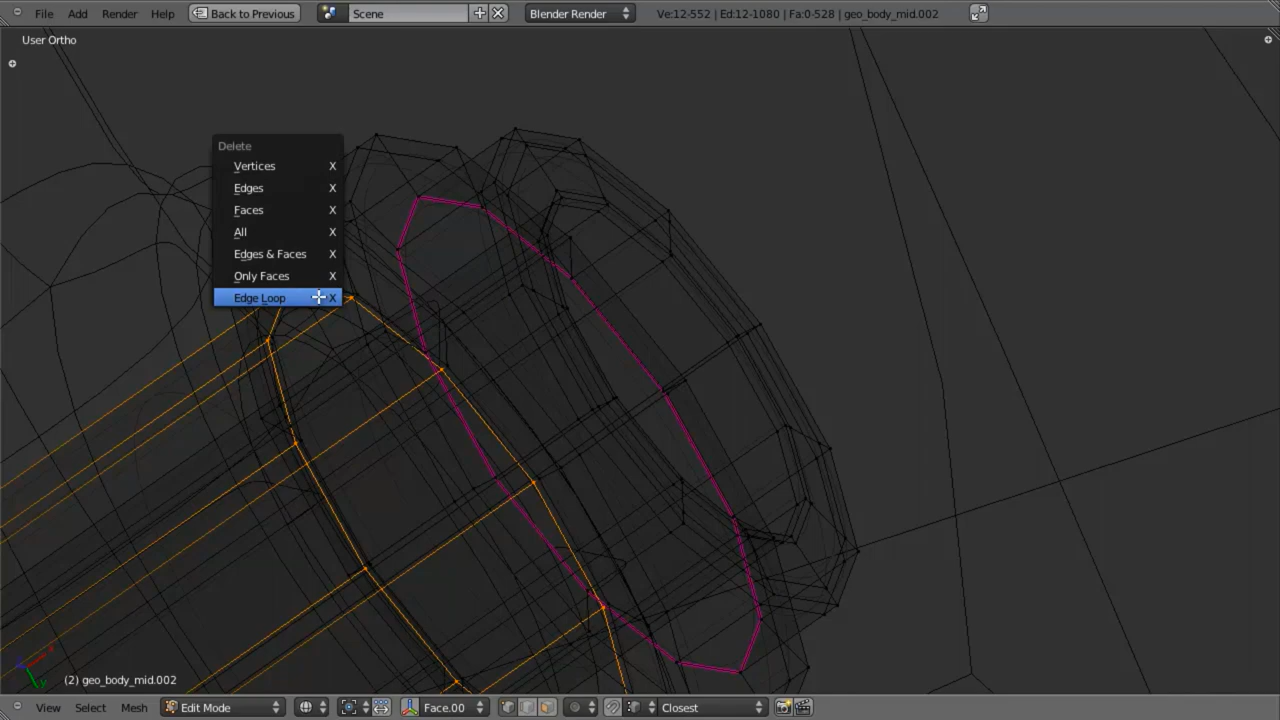 File Add Render Help Back to Previous Scene Blender Render Ve:12-552 | Ed:12-1080 | Fa:0-528 | geo_body_mid.002
User Ortho
Delete
Vertices X
Edges X
Faces X
All X
Edges & Faces X
Only Faces X
Edge Loop X
(2) geo_body_mid.002
View Select Mesh Edit Mode Face.00 Closest